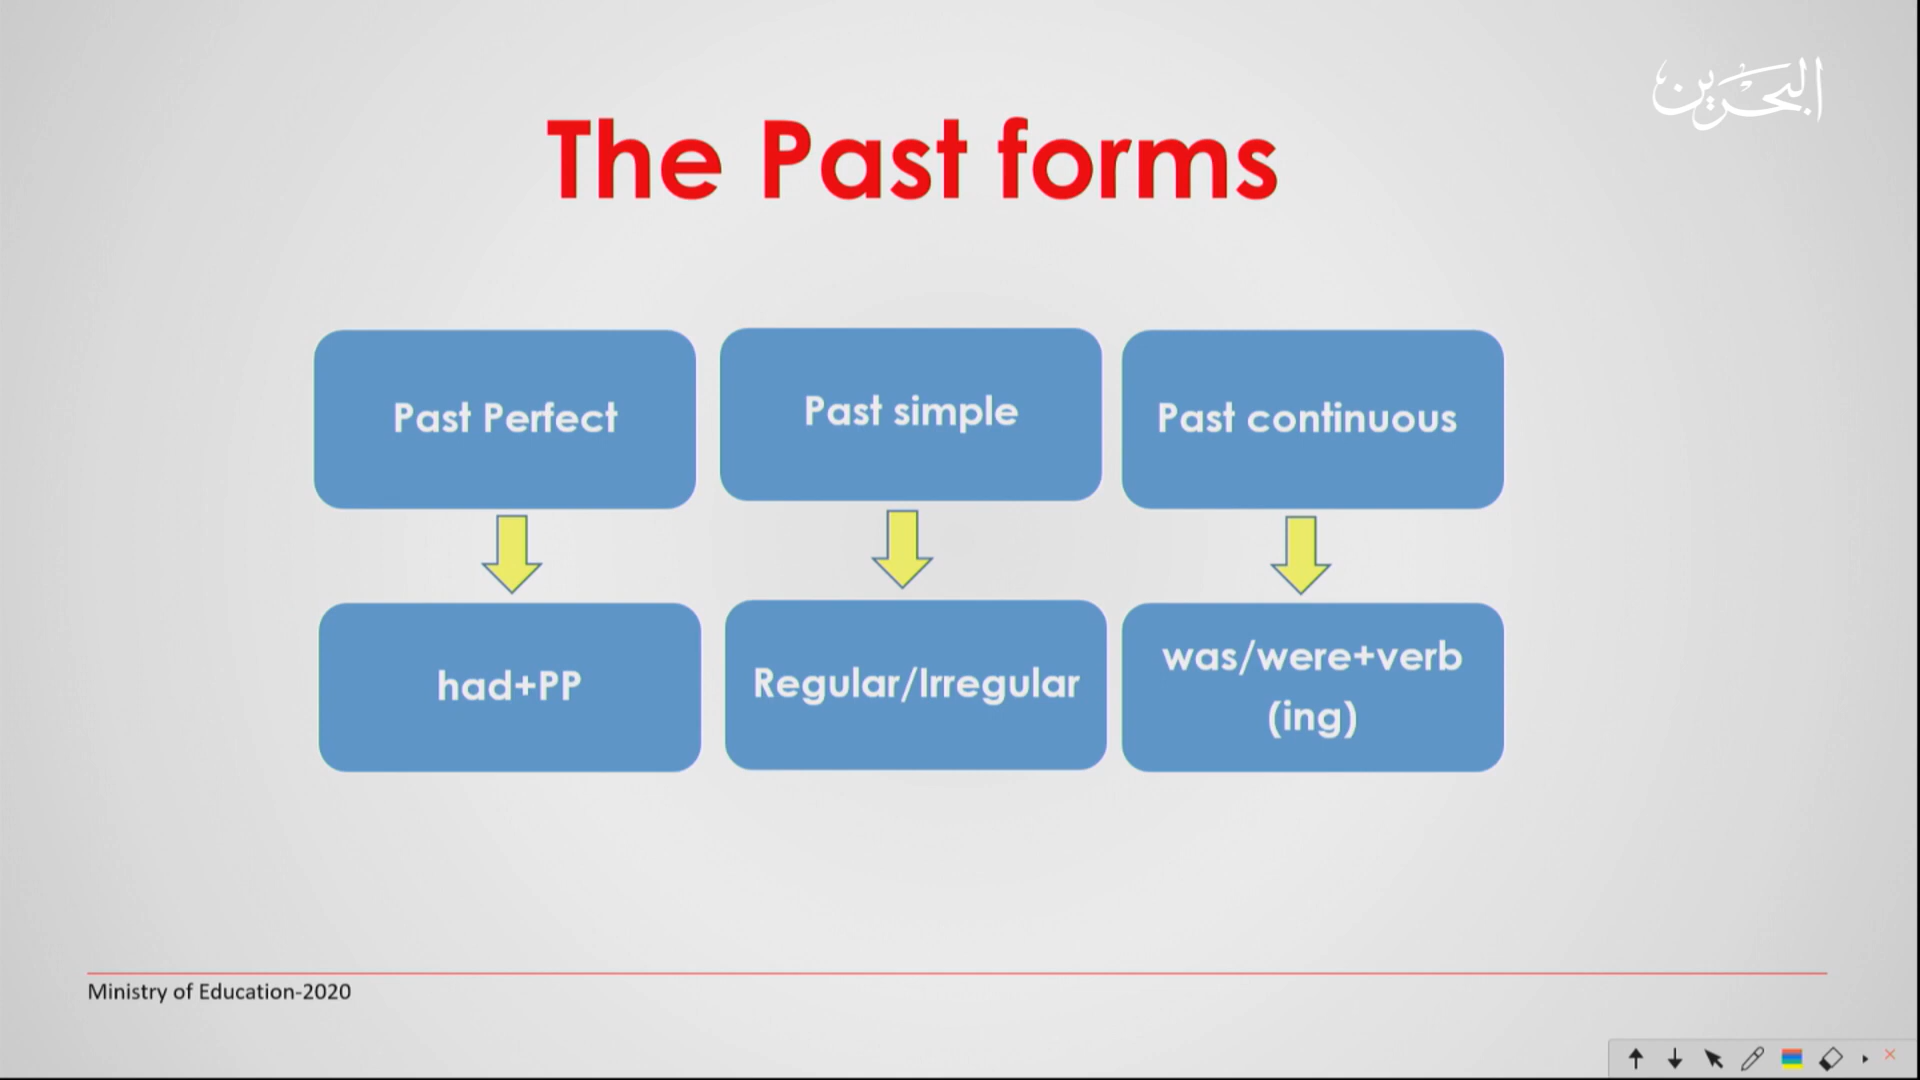 البحرين
The Past forms
Past Perfect
Past simple
Past continuous
had+PP
Regular/Irregular
was/were+verb
(ing)
Ministry of Education-2020